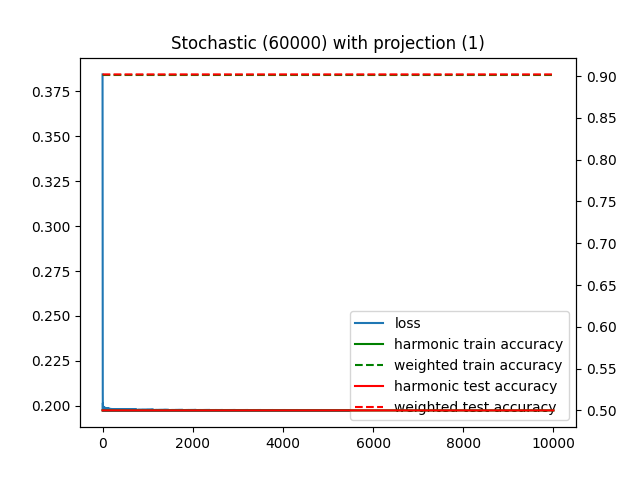 Stochastic (60000) with projection (1)
0.375
0.350
0.325
0.300
0.275
0.250
0.225
0.200
0.90
0.85
0.80
0.75
0.70
0.65
0.60
0.55
0.50
loss
harmonic train accuracy
weighted train accuracy
harmonic test accuracy
weighted test accuracy
0 2000 4000 6000 8000 10000